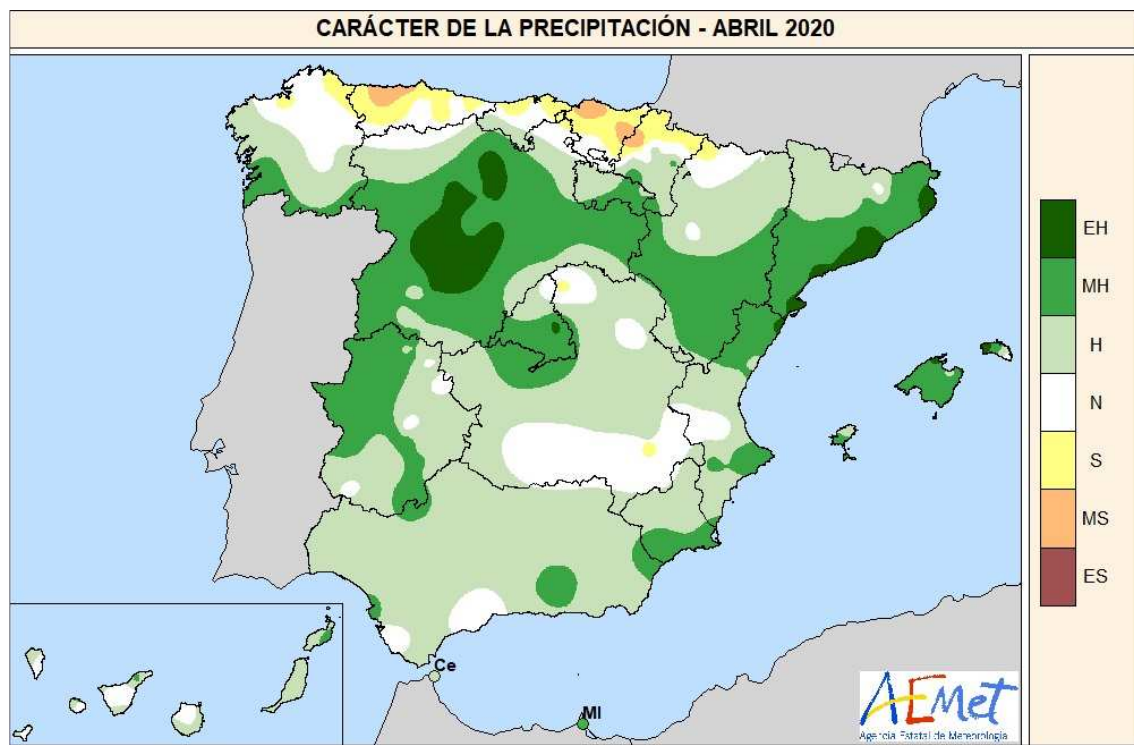 CARÁCTER DE LA PRECIPITACIÓN - ABRIL 2020
EH
MH
H
N
S
MS
ES
Ce
Ml
AEMet
Agencia Estatal de Meteorología